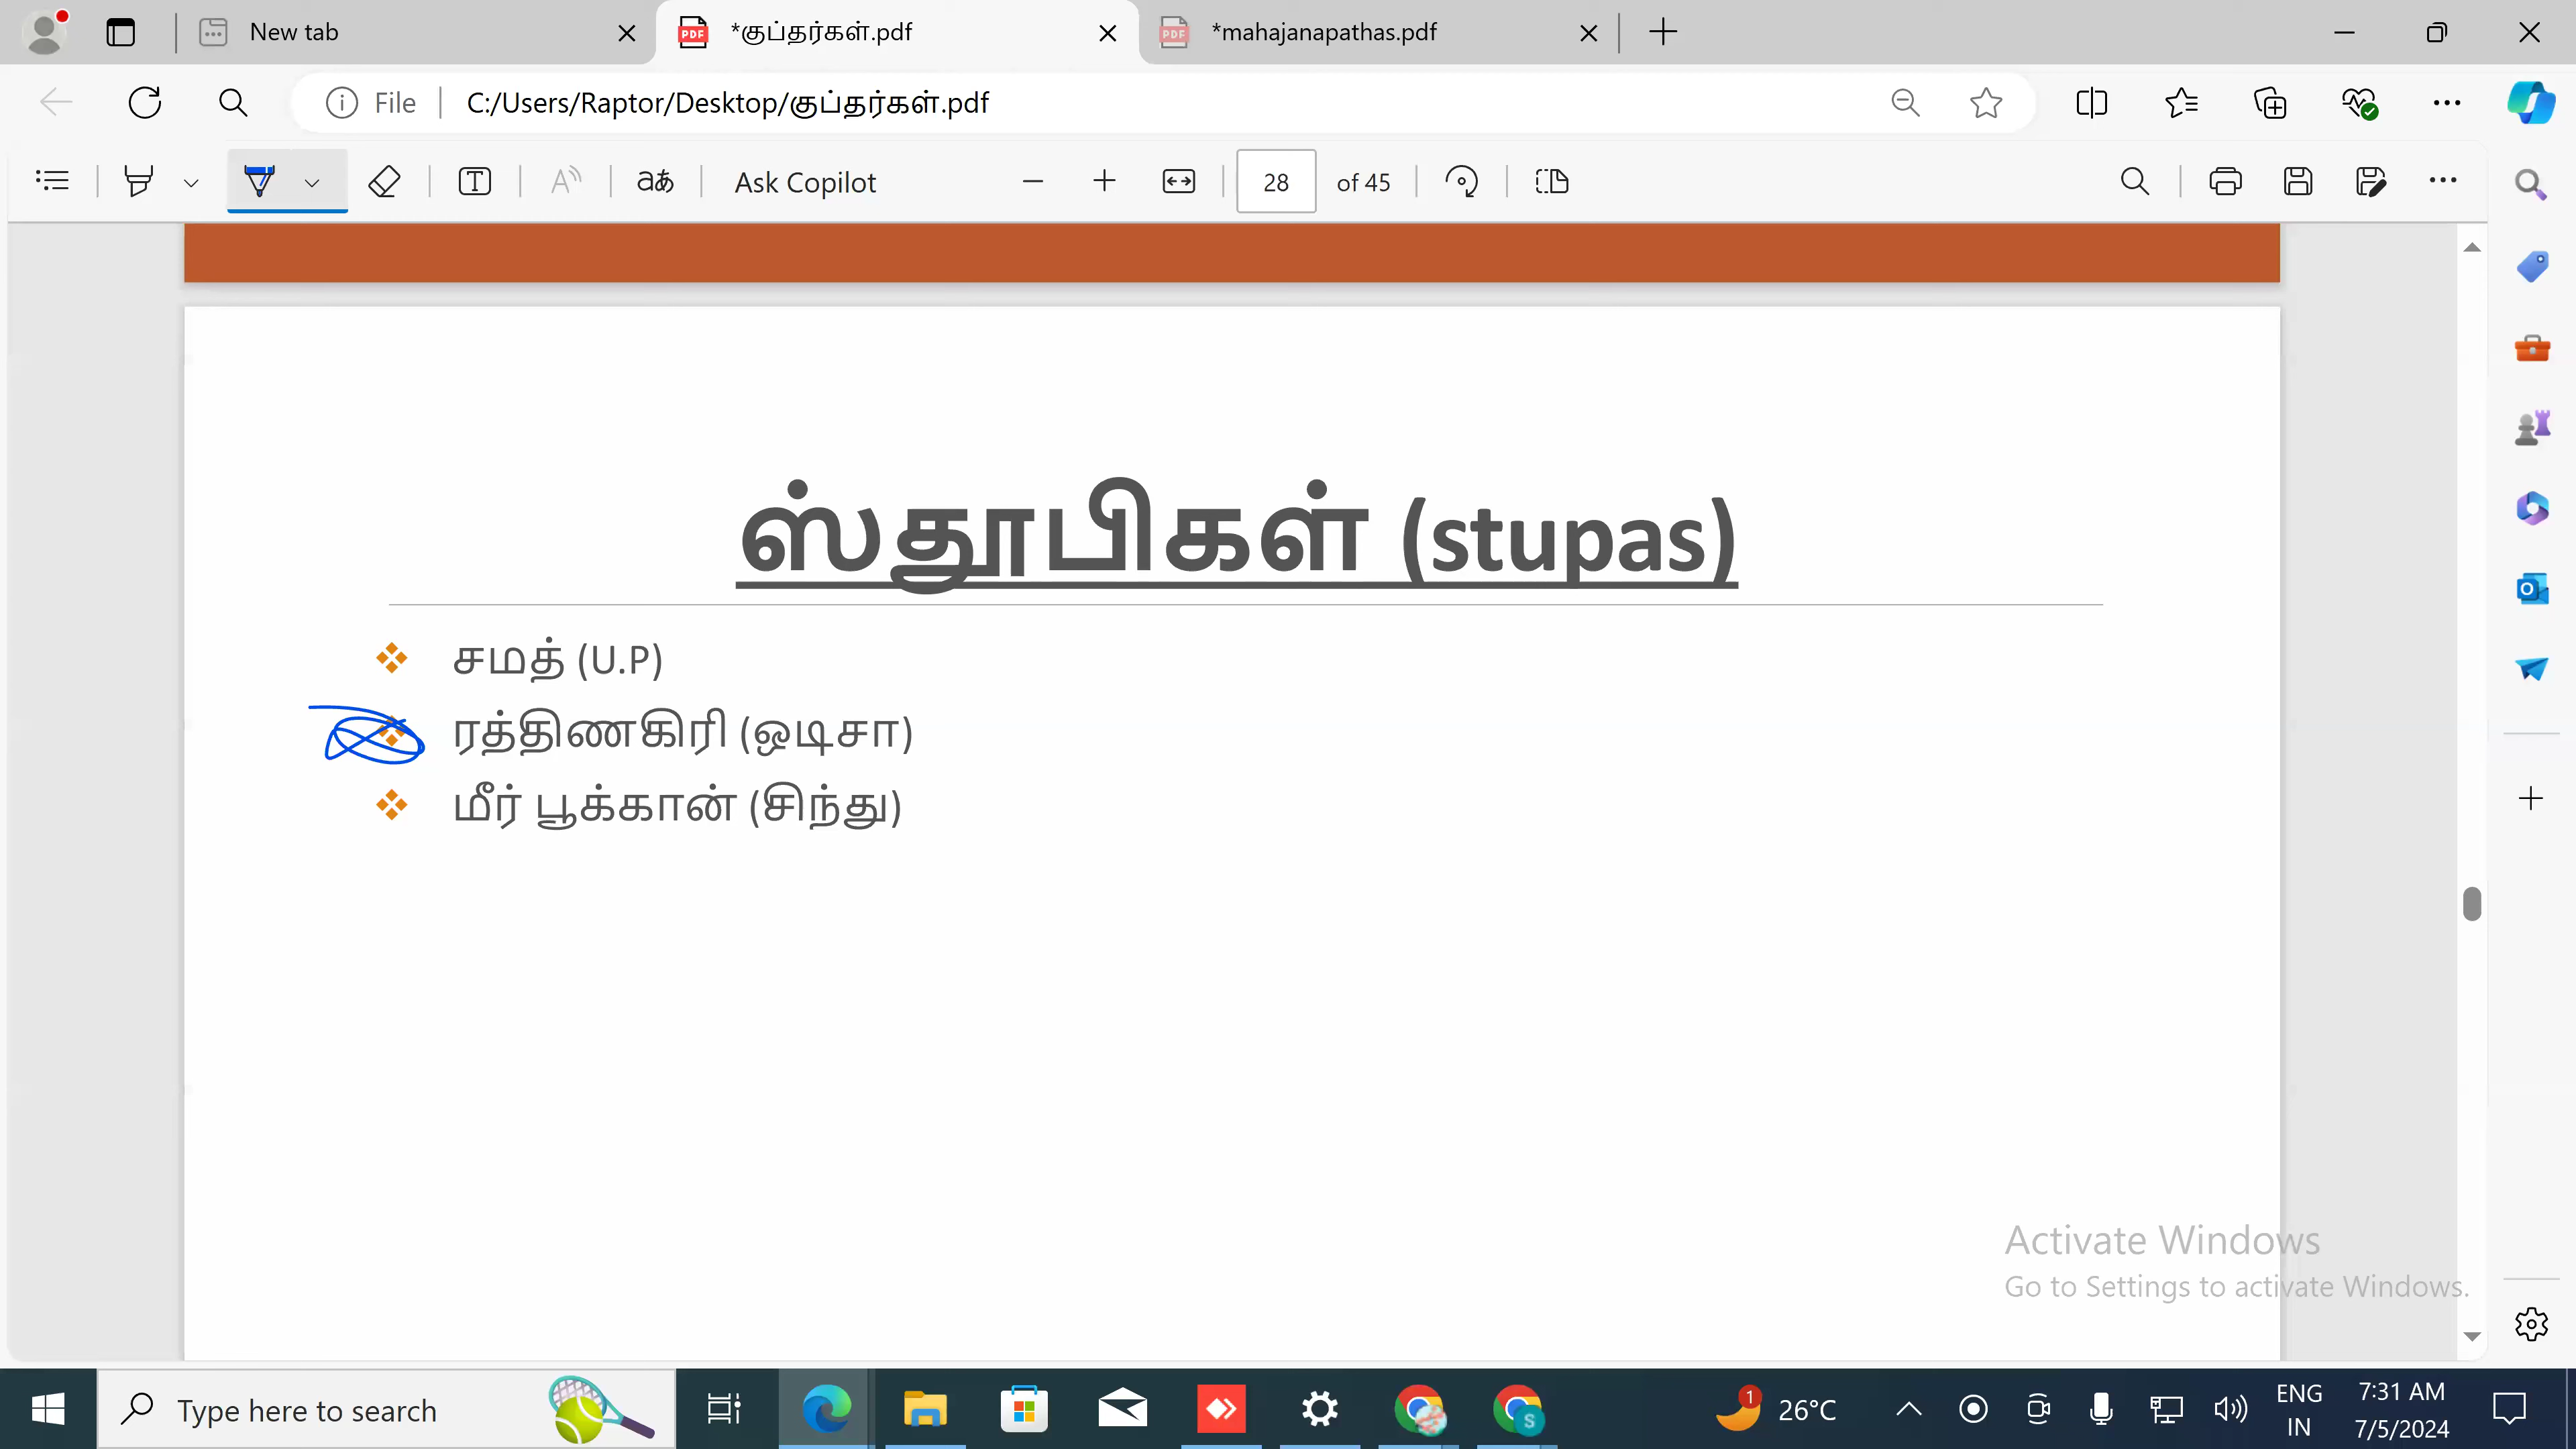 New tab
*குப்தர்கள்.pdf
*mahajanapathas.pdf
File
C:/Users/Raptor/Desktop/குப்தர்கள்.pdf
Ask Copilot
28 of 45
ஸ்தூபிகள் (stupas)
சமத் (U.P)
ரத்திணகிரி (ஒடிசா)
மீர் பூக்கான் (சிந்து)
Activate Windows
Go to Settings to activate Windows.
Type here to search
1
26°C
S
ENG
IN
7:31 AM
7/5/2024